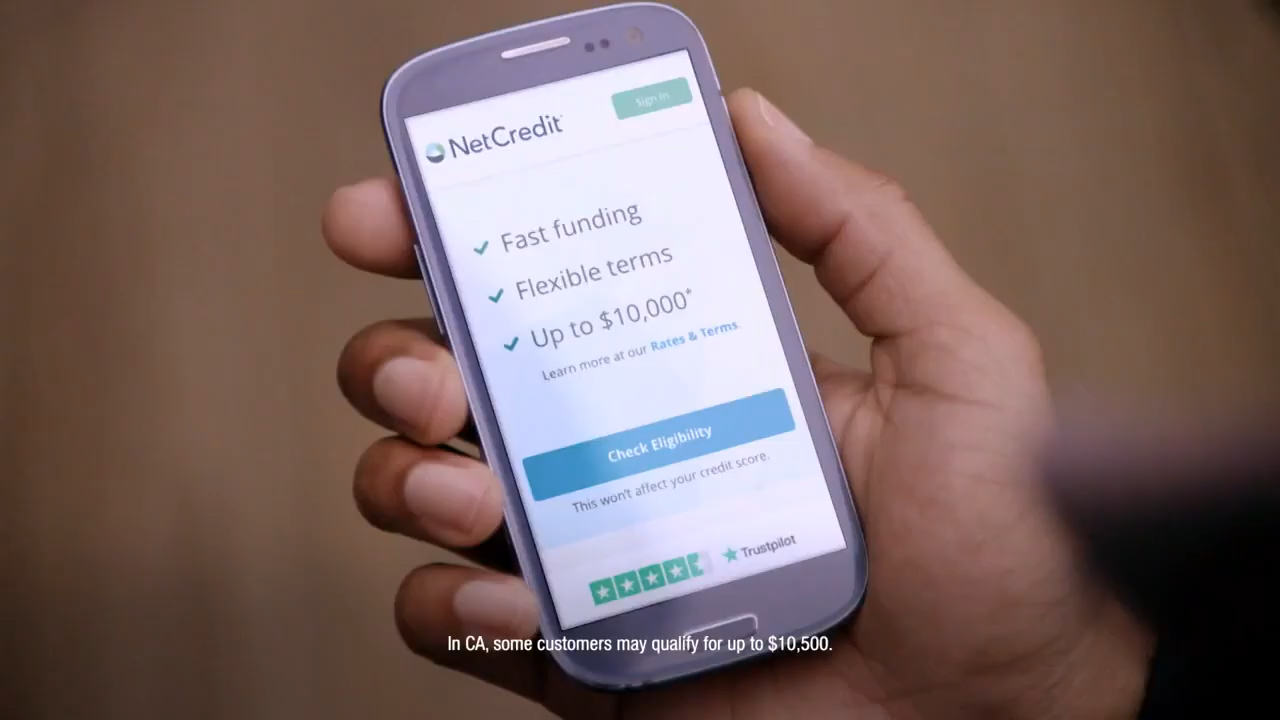 Sign In
NetCredit
Fast funding
Flexible terms
Up to $10,000*
Learn more at our Rates & Terms.
Check Eligibility
This won't affect your credit score.
Trustpilot
In CA, some customers may qualify for up to $10,500.